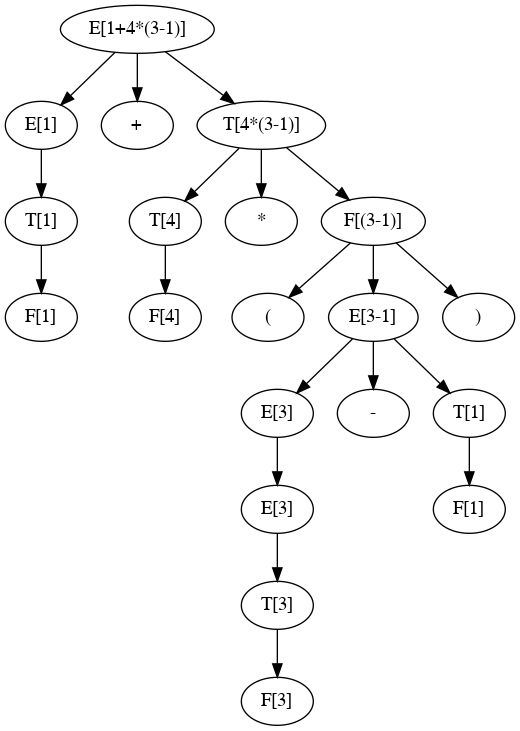 E[1+4*(3-1)]
E[1]
+
T[4*(3-1)]
T[1]
T[4]
*
F[(3-1)]
F[1]
F[4]
(
E[3-1]
)
E[3]
-
T[1]
E[3]
F[1]
T[3]
F[3]